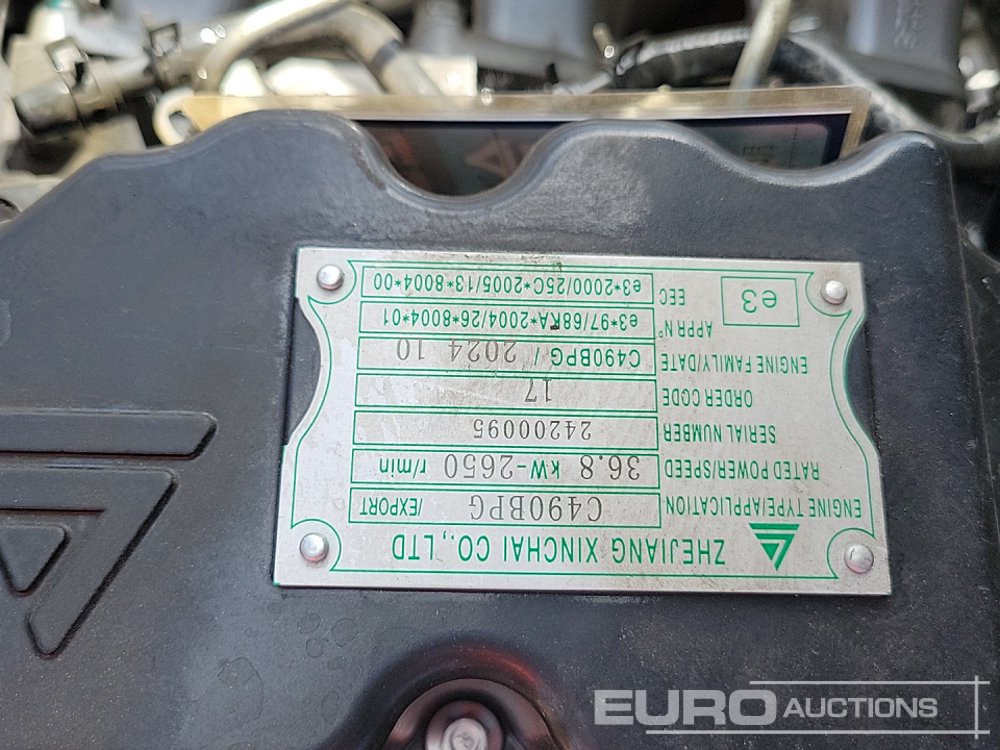 ZHEJIANG XINCHAI CO., LTD
ENGINE TYPE/APPLICATION C490BPG /EXPORT
RATED POWER/SPEED 36.8 kW-2650 r/min
SERIAL NUMBER 24200095
ORDER CODE 17
ENGINE FAMILY/DATE C490BPG / 2024 10
APPR N° e3*97/68KA*2004/26*8004*01
EEC e3*2000/25C*2005/13*8004*00
e3
EURO AUCTIONS